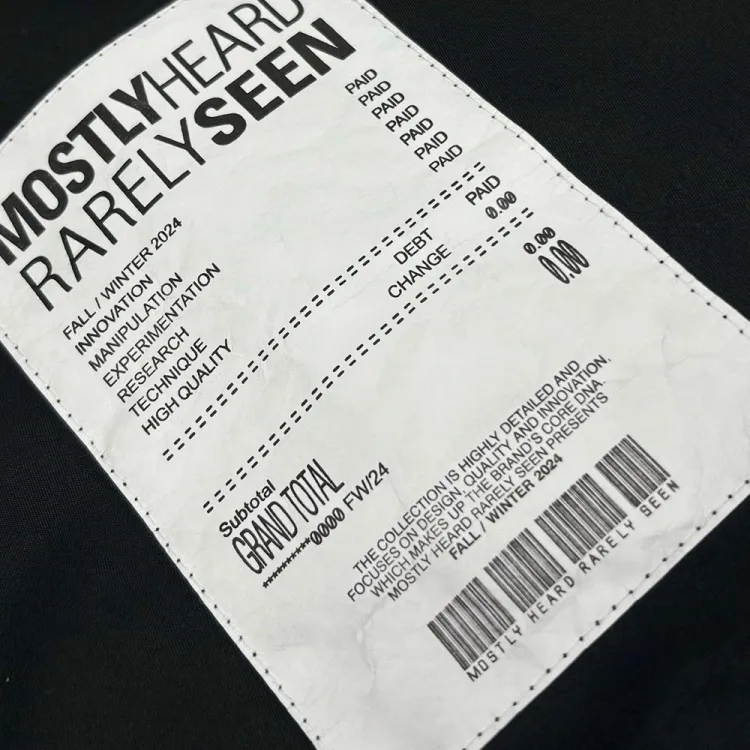 MOSTLYHEARD
RARELYSEEN
FALL / WINTER 2024
INNOVATION PAID
MANIPULATION PAID
EXPERIMENTATION PAID
RESEARCH PAID
TECHNIQUE PAID
HIGH QUALITY PAID
DEBT PAID
CHANGE 0.00
Subtotal 0.00
GRAND TOTAL 0.00
**********0000 FW/24
THE COLLECTION IS HIGHLY DETAILED AND
FOCUSES ON DESIGN, QUALITY AND INNOVATION,
WHICH MAKES UP THE BRAND'S CORE DNA.
MOSTLY HEARD RARELY SEEN PRESENTS
FALL / WINTER 2024
MOSTLY HEARD RARELY SEEN